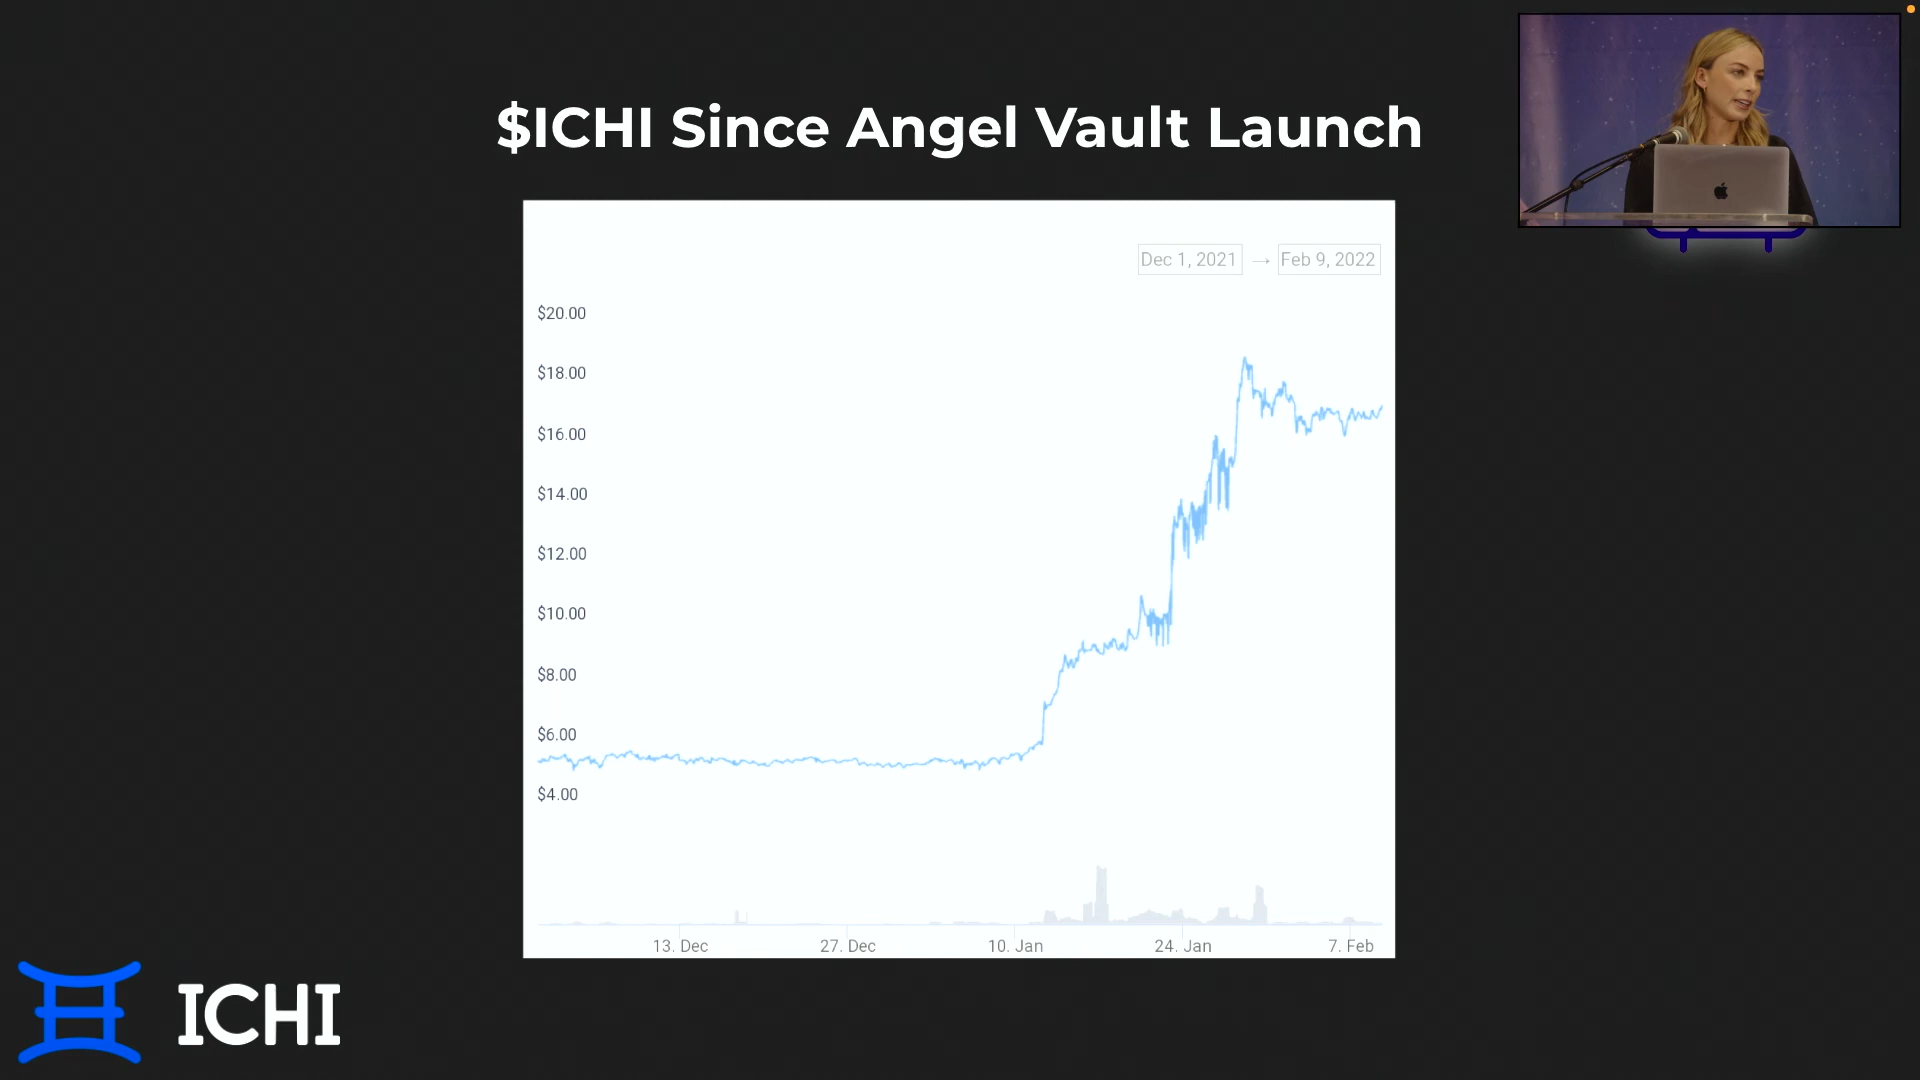 $ICHI Since Angel Vault Launch
Dec 1, 2021 → Feb 9, 2022
$20.00
$18.00
$16.00
$14.00
$12.00
$10.00
$8.00
$6.00
$4.00
13. Dec 27. Dec 10. Jan 24. Jan 7. Feb
ICHI